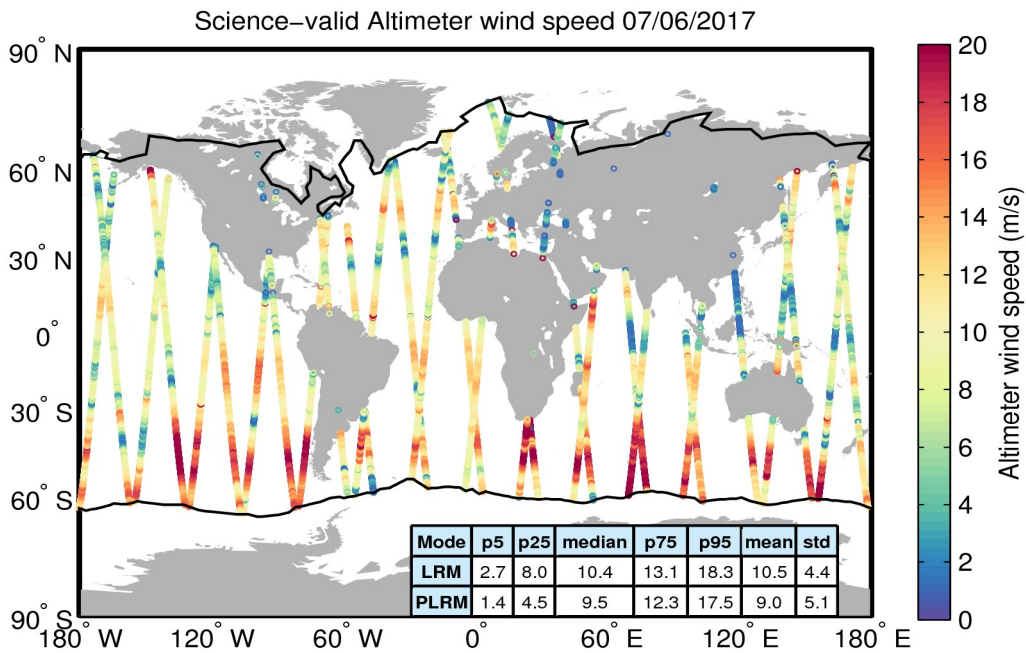 Science-valid Altimeter wind speed 07/06/2017
90° N
60° N
30° N
0°
30° S
60° S
90° S
180° W
120° W
60° W
0°
60° E
120° E
180° E
Mode p5 p25 median p75 p95 mean std
LRM 2.7 8.0 10.4 13.1 18.3 10.5 4.4
PLRM 1.4 4.5 9.5 12.3 17.5 9.0 5.1
20
18
16
14
12
10
8
6
4
2
0
Altimeter wind speed (m/s)